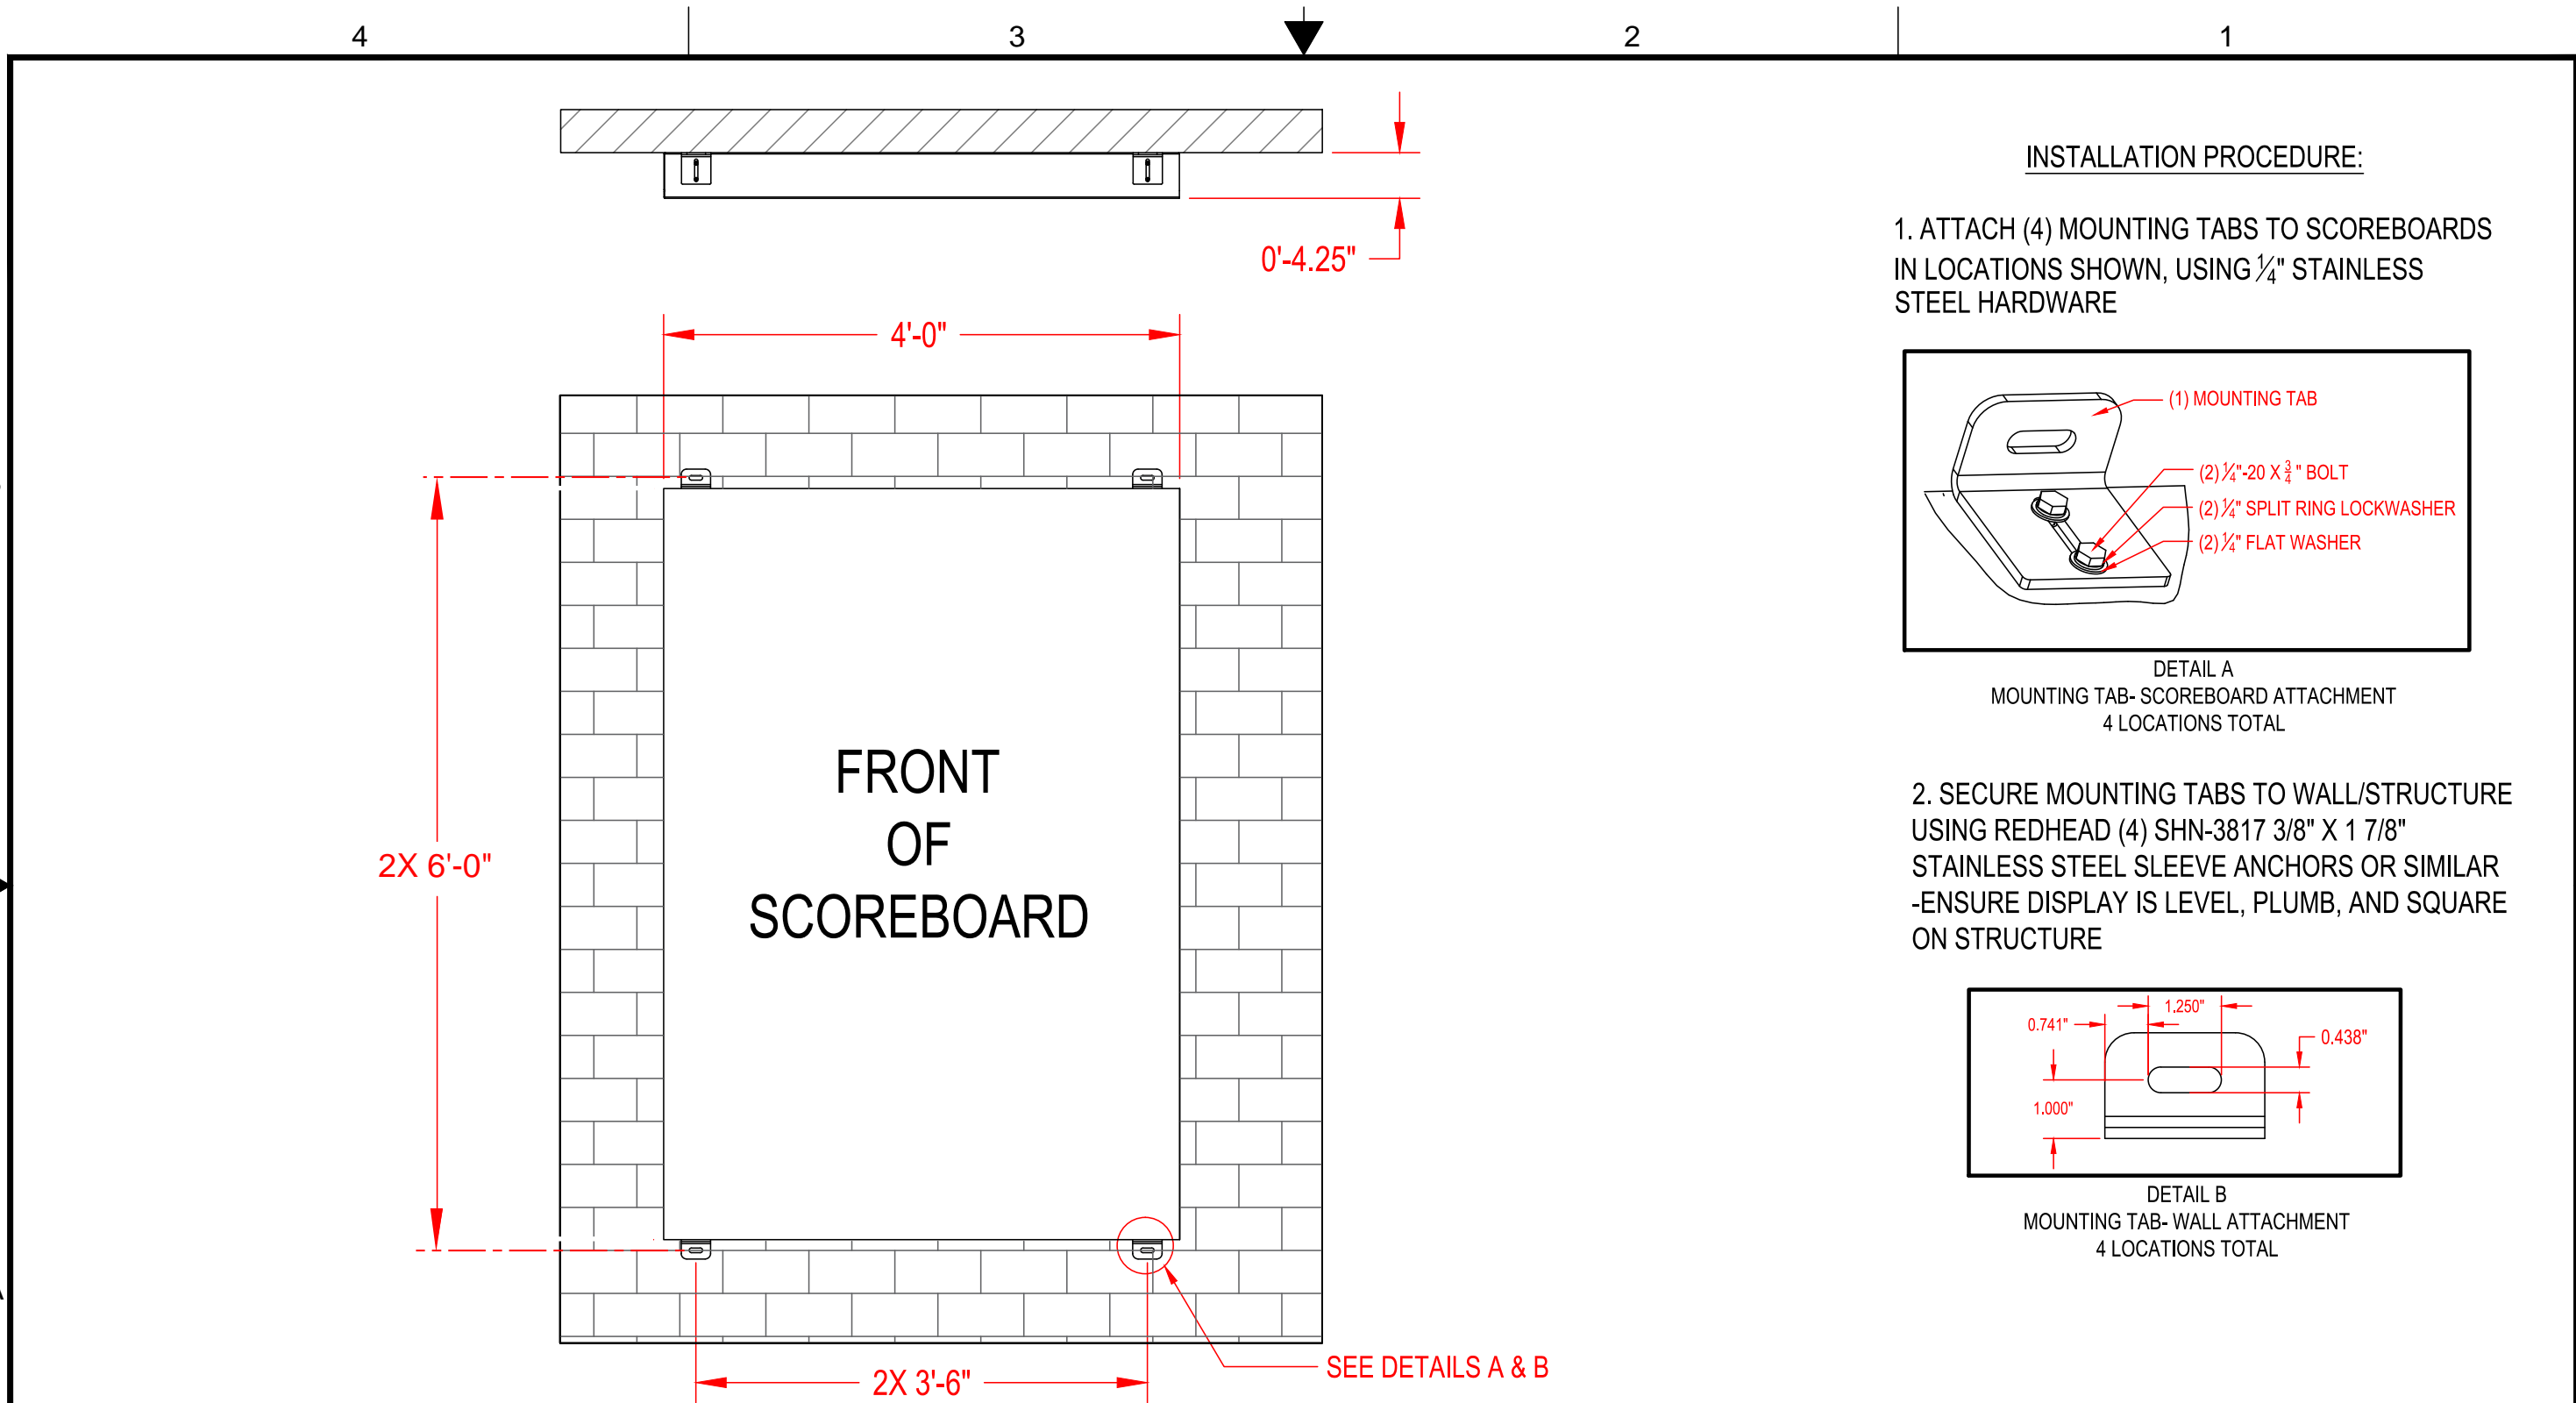 4 3 2 1
0'-4.25"
4'-0"
2X 6'-0"
FRONT
OF
SCOREBOARD
2X 3'-6"
SEE DETAILS A & B
INSTALLATION PROCEDURE:
1. ATTACH (4) MOUNTING TABS TO SCOREBOARDS
IN LOCATIONS SHOWN, USING ¼" STAINLESS
STEEL HARDWARE
(1) MOUNTING TAB
(2) ¼"-20 X ¾" BOLT
(2) ¼" SPLIT RING LOCKWASHER
(2) ¼" FLAT WASHER
DETAIL A
MOUNTING TAB- SCOREBOARD ATTACHMENT
4 LOCATIONS TOTAL
2. SECURE MOUNTING TABS TO WALL/STRUCTURE
USING REDHEAD (4) SHN-3817 3/8" X 1 7/8"
STAINLESS STEEL SLEEVE ANCHORS OR SIMILAR
-ENSURE DISPLAY IS LEVEL, PLUMB, AND SQUARE
ON STRUCTURE
1.250"
0.741"
0.438"
1.000"
DETAIL B
MOUNTING TAB- WALL ATTACHMENT
4 LOCATIONS TOTAL